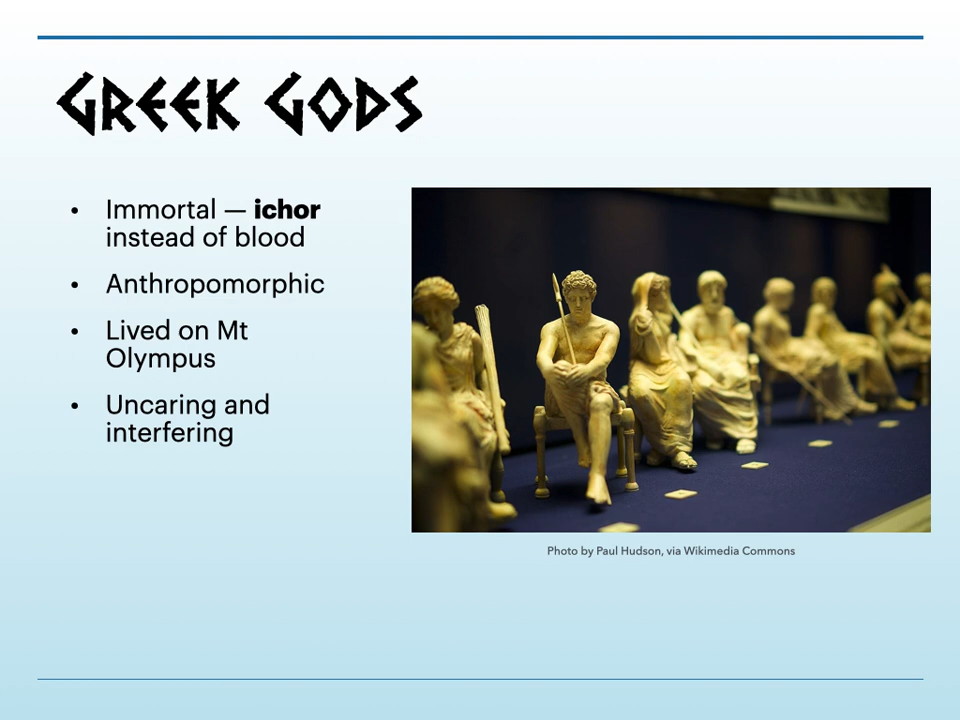 GREEK GODS
• Immortal — ichor
instead of blood
• Anthropomorphic
• Lived on Mt
Olympus
• Uncaring and
interfering
Photo by Paul Hudson, via Wikimedia Commons